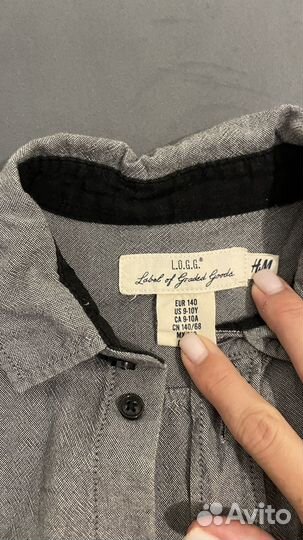 L.O.G.G.®
Label of Graded Goods
H&M
EUR 140
US 9-10Y
CA 9-10A
CN 140/68
Avito